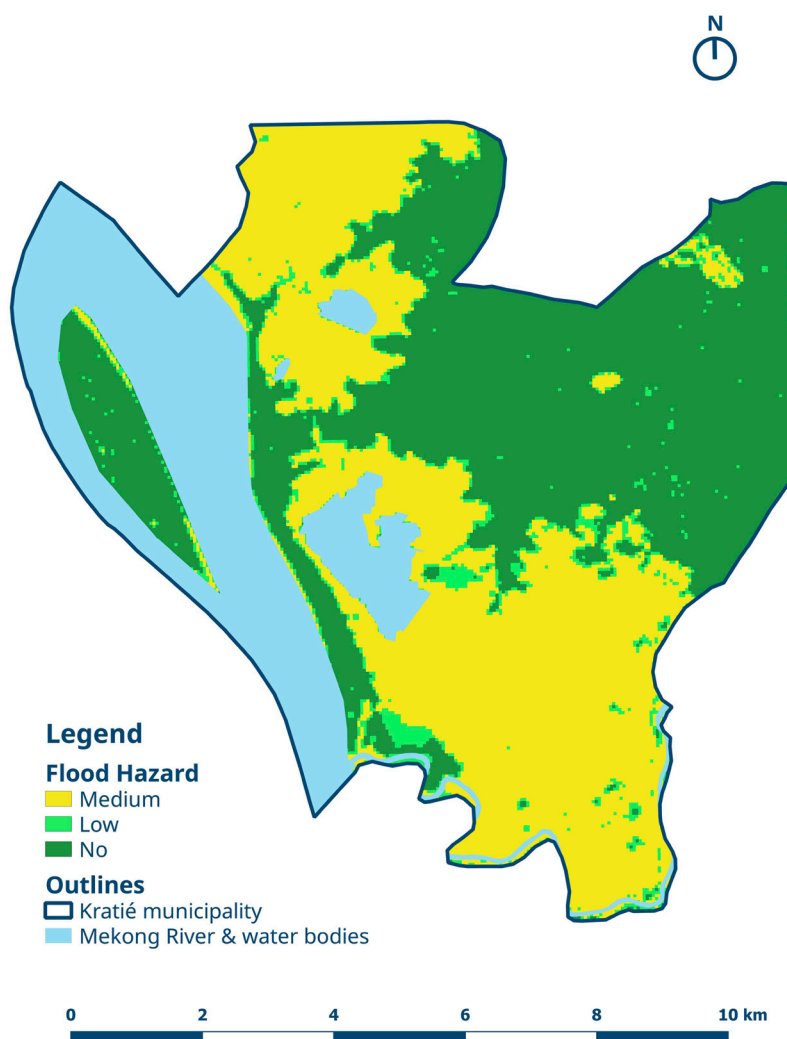 N
Legend
Flood Hazard
Medium
Low
No
Outlines
Kratié municipality
Mekong River & water bodies
0 2 4 6 8 10 km